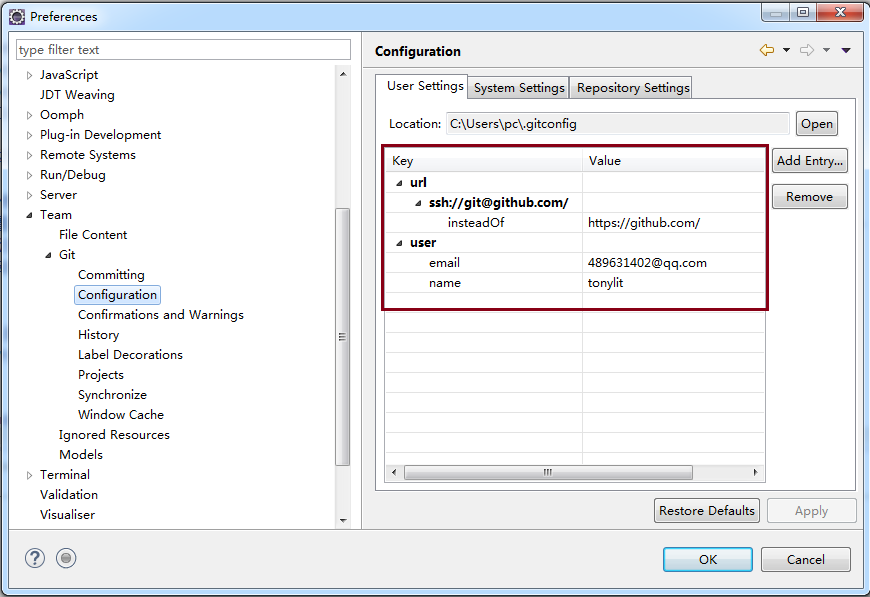 Preferences
type filter text
JavaScript
JDT Weaving
Oomph
Plug-in Development
Remote Systems
Run/Debug
Server
Team
File Content
Git
Committing
Configuration
Confirmations and Warnings
History
Label Decorations
Projects
Synchronize
Window Cache
Ignored Resources
Models
Terminal
Validation
Visualiser
Configuration
User Settings System Settings Repository Settings
Location: C:\Users\pc\.gitconfig Open
Key Value Add Entry...
url
Remove
ssh://git@github.com/
insteadOf https://github.com/
user
email 489631402@qq.com
name tonylit
Restore Defaults Apply
? OK Cancel